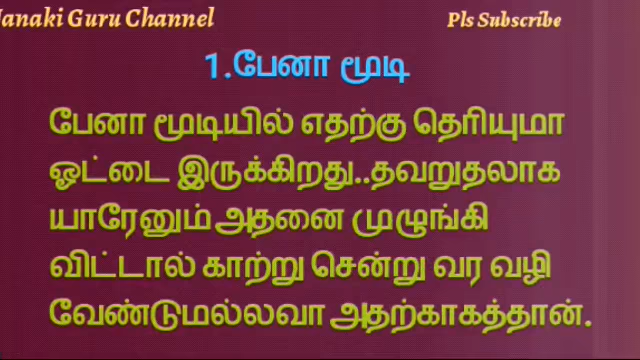 Janaki Guru Channel
Pls Subscribe
1.பேனா மூடி
பேனா மூடியில் எதற்கு தெரியுமா
ஓட்டை இருக்கிறது..தவறுதலாக
யாரேனும் அதனை முழுங்கி
விட்டால் காற்று சென்று வர வழி
வேண்டுமல்லவா அதற்காகத்தான்.